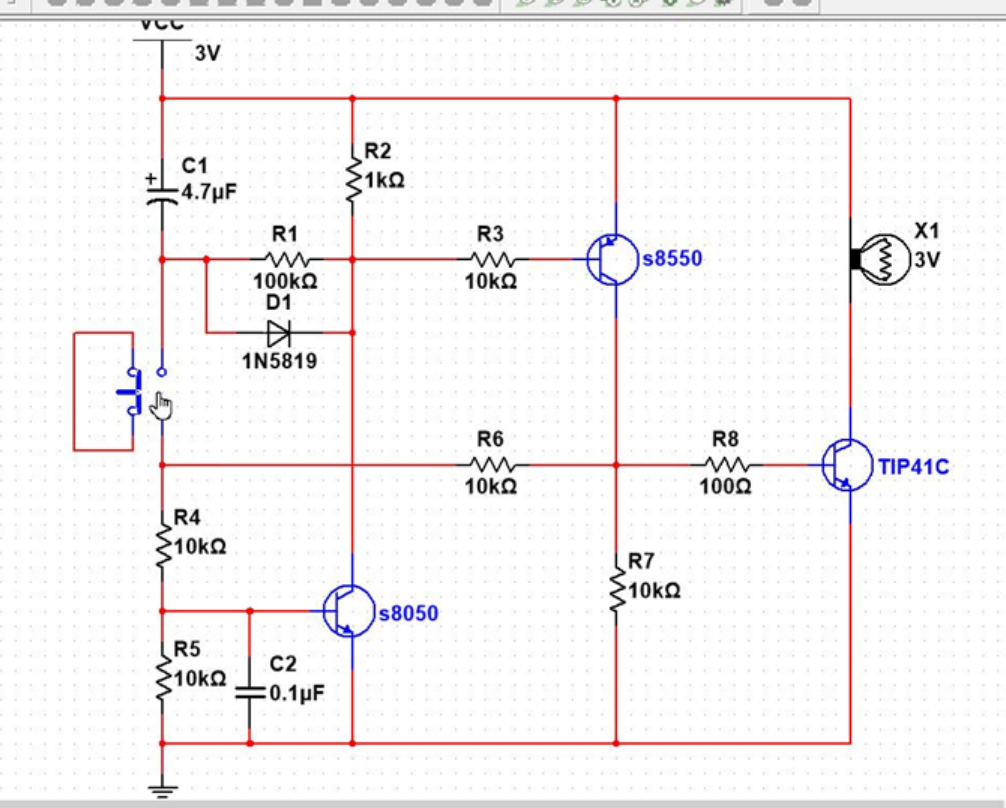 VCC
3V
C1
4.7µF
R2
1kΩ
R1
100kΩ
R3
10kΩ
s8550
X1
3V
D1
1N5819
R6
10kΩ
R8
100Ω
TIP41C
R4
10kΩ
R7
10kΩ
s8050
R5
10kΩ
C2
0.1µF